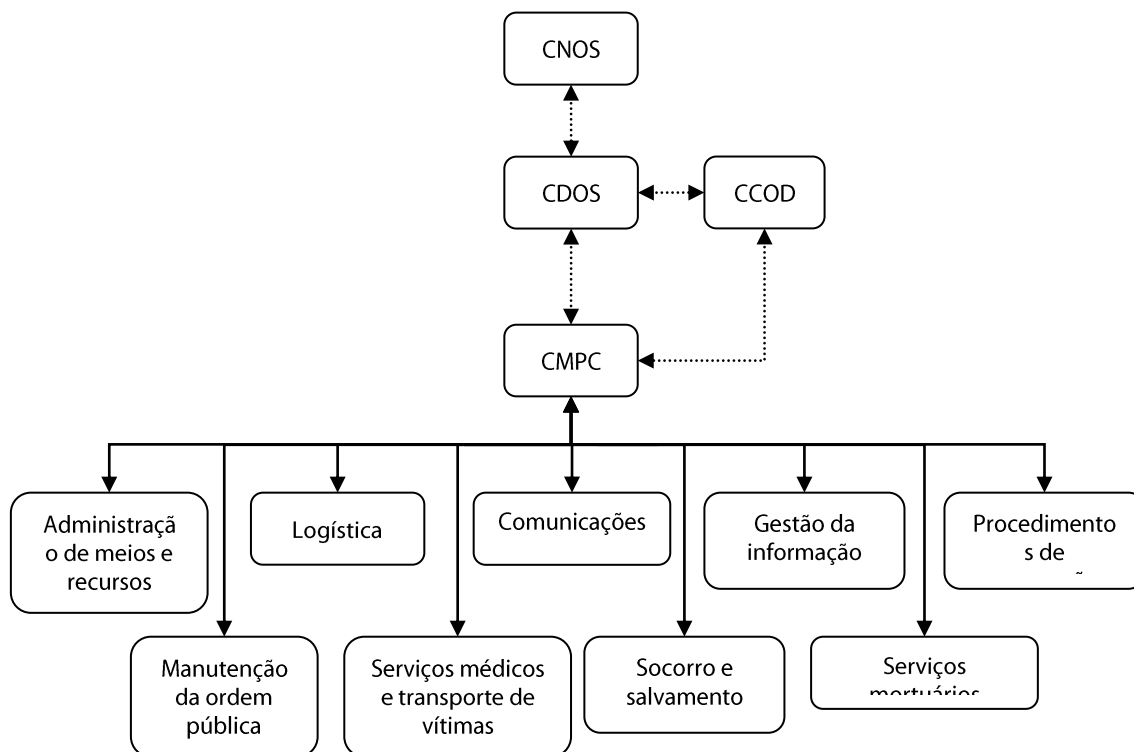 CNOS
CDOS
CCOD
CMPC
Administraçã
o de meios e
recursos
Logística
Comunicações
Gestão da
informação
Procedimento
s de
Manutenção
da ordem
pública
Serviços médicos
e transporte de
vítimas
Socorro e
salvamento
Serviços
mortuários